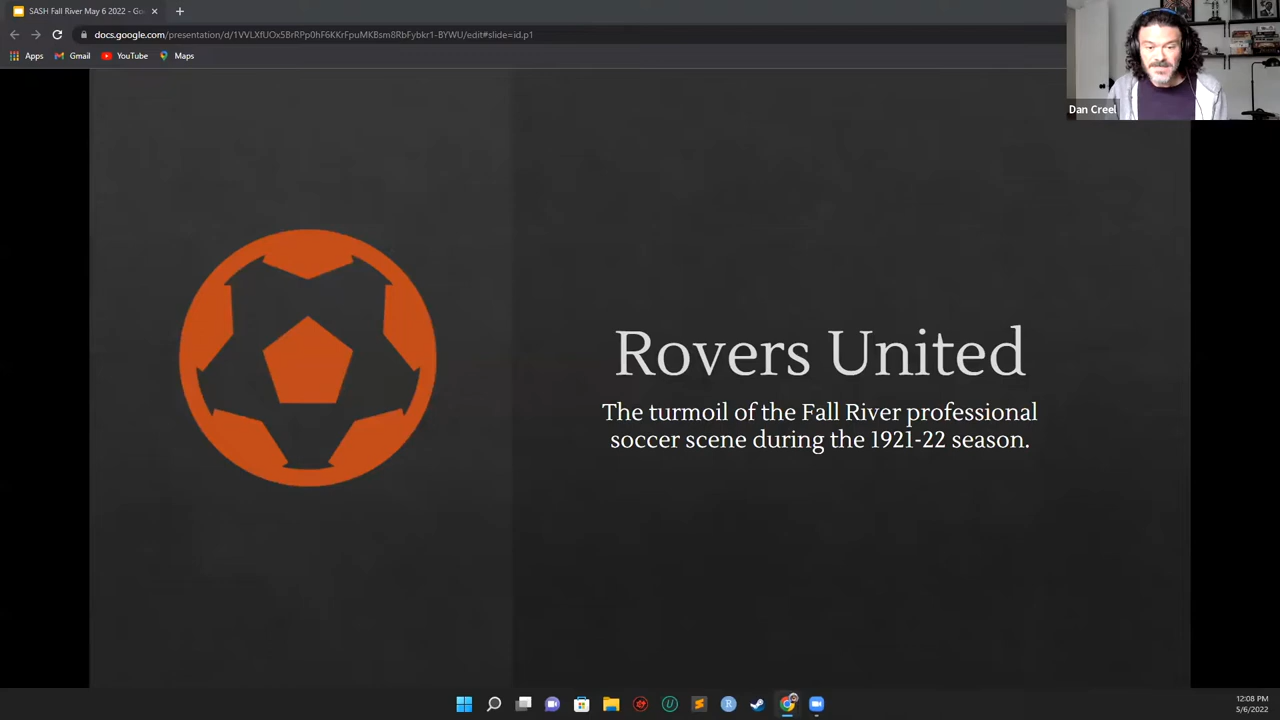 SASH Fall River May 6 2022 - Go
docs.google.com/presentation/d/1VVLXfUOx5BrRPp0hF6KKrFpuMKBsm8RbFybkr1-BYWU/edit#slide=id.p1
Apps Gmail YouTube Maps
Dan Creel
Rovers United
The turmoil of the Fall River professional
soccer scene during the 1921-22 season.
12:08 PM
5/6/2022